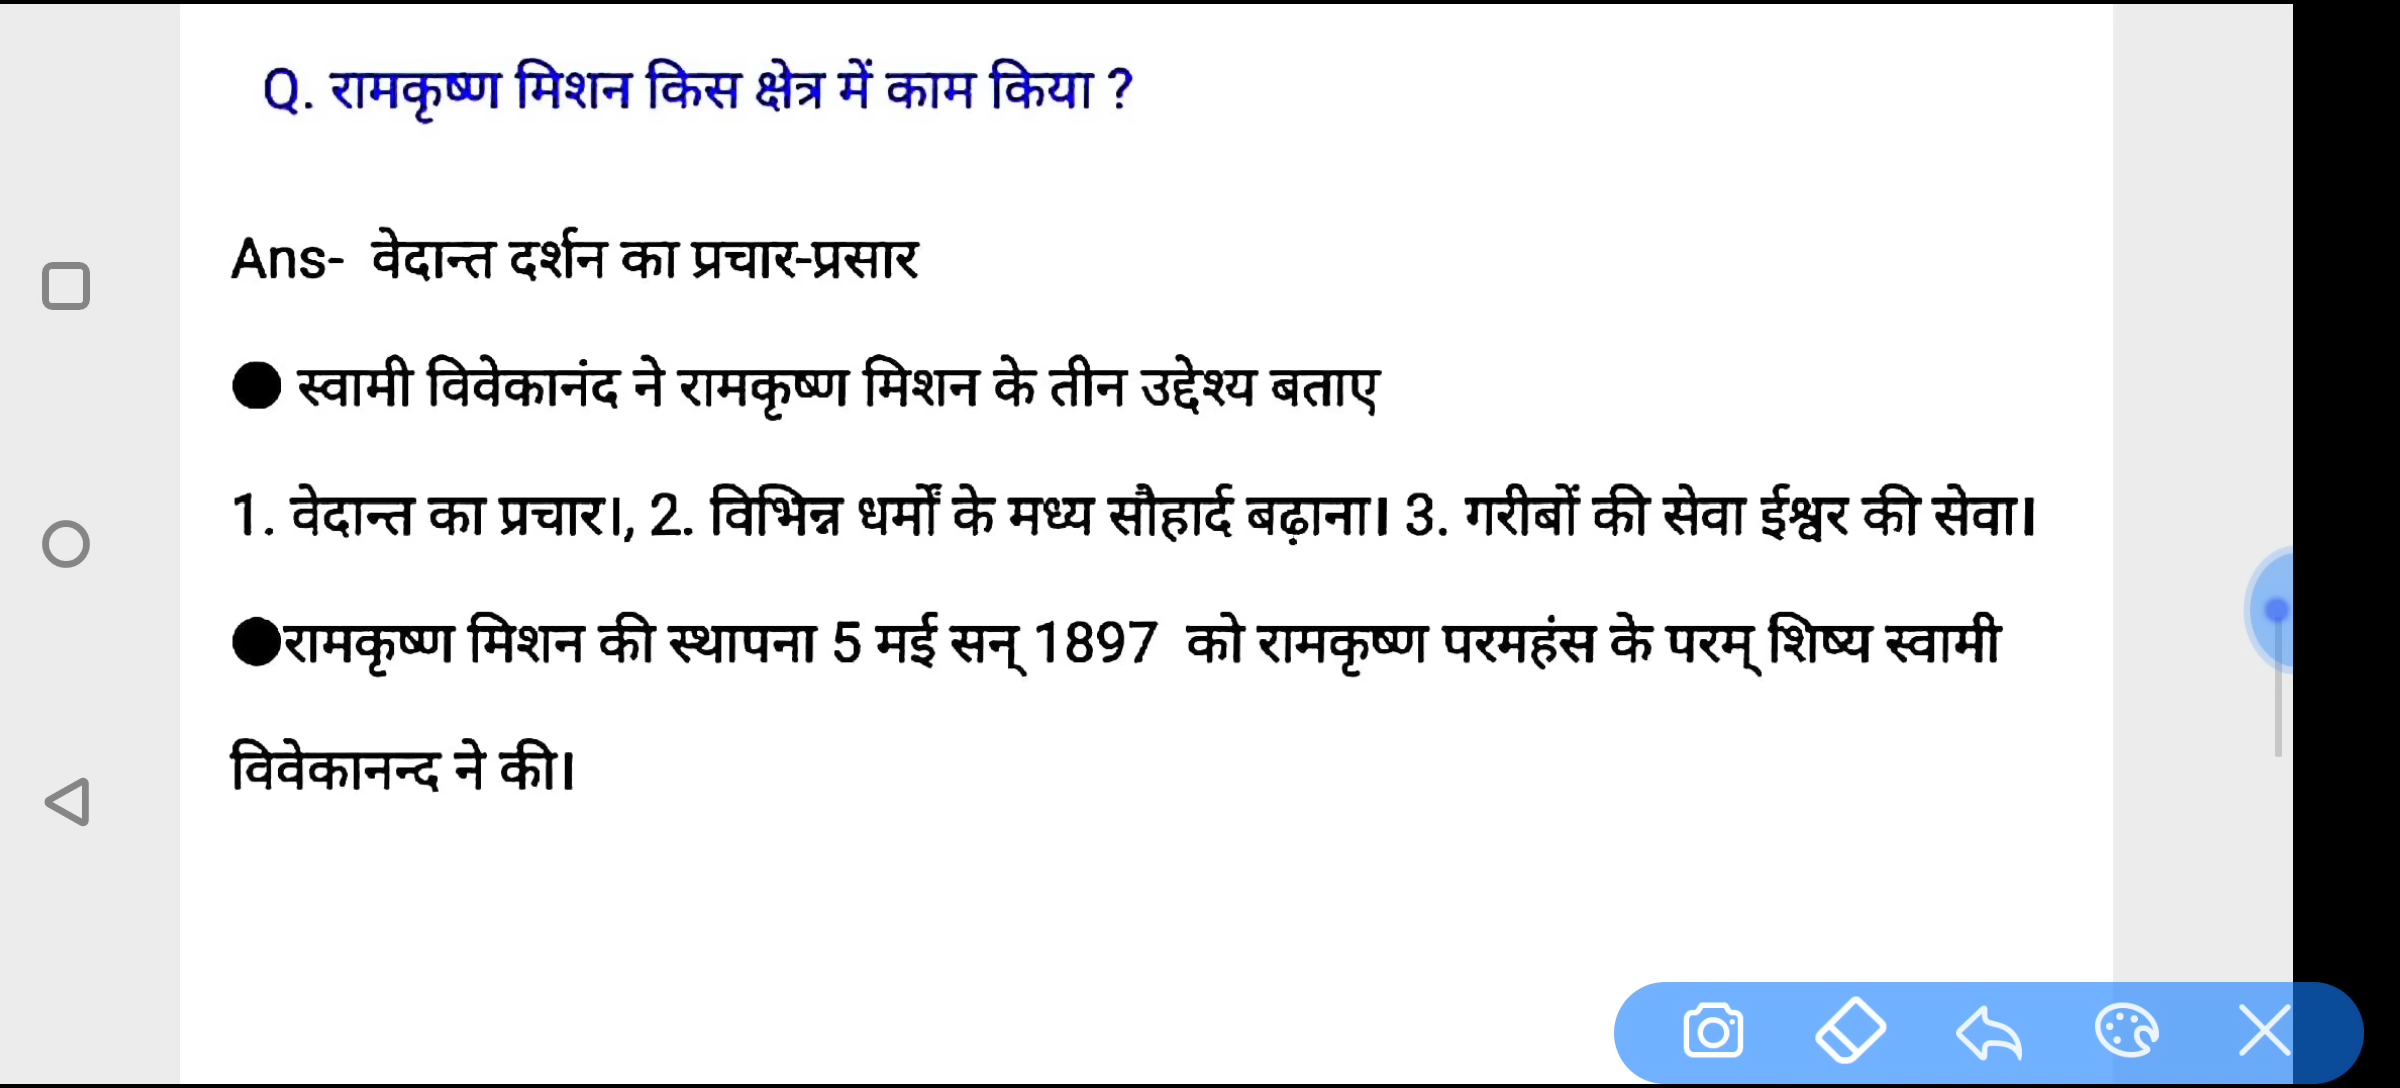 Q. रामकृष्ण मिशन किस क्षेत्र में काम किया ?
Ans- वेदान्त दर्शन का प्रचार-प्रसार
● स्वामी विवेकानंद ने रामकृष्ण मिशन के तीन उद्देश्य बताए
1. वेदान्त का प्रचार।, 2. विभिन्न धर्मों के मध्य सौहार्द बढ़ाना। 3. गरीबों की सेवा ईश्वर की सेवा।
●रामकृष्ण मिशन की स्थापना 5 मई सन् 1897 को रामकृष्ण परमहंस के परम् शिष्य स्वामी
विवेकानन्द ने की।